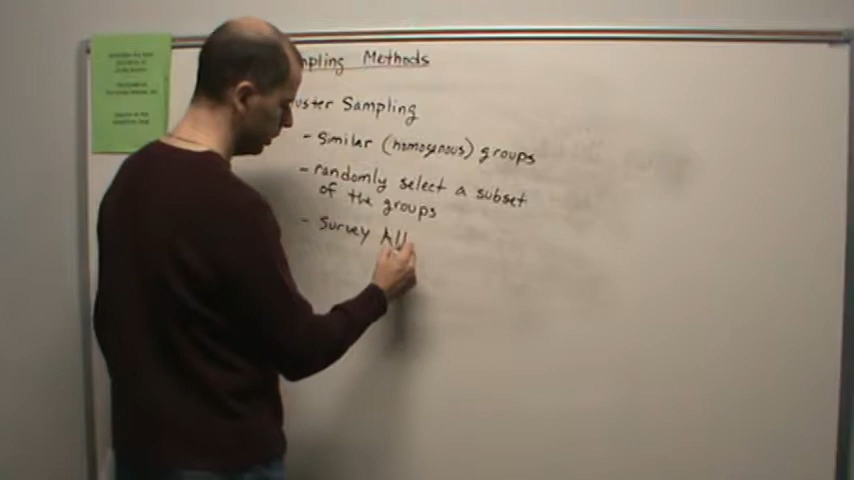 mpling Methods
uster Sampling
- Similar (homogenous) groups
- randomly select a subset
of the groups
- Survey All